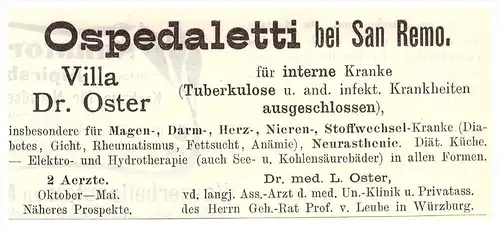 Ospedaletti bei San Remo.
Villa
Dr. Oster
für interne Kranke
(Tuberkulose u. and. infekt. Krankheiten
ausgeschlossen),
insbesondere für Magen-, Darm-, Herz-, Nieren-, Stoffwechsel-Kranke (Dia-
betes, Gicht, Rheumatismus, Fettsucht, Anämie), Neurasthenie. Diät. Küche.
— Elektro- und Hydrotherapie (auch See- u. Kohlensäurebäder) in allen Formen.
2 Aerzte.
Oktober—Mai.
Näheres Prospekte.
Dr. med. L. Oster,
vd. langj. Ass.-Arzt d. med. Un.-Klinik u. Privatass.
des Herrn Geh.-Rat Prof. v. Leube in Würzburg.